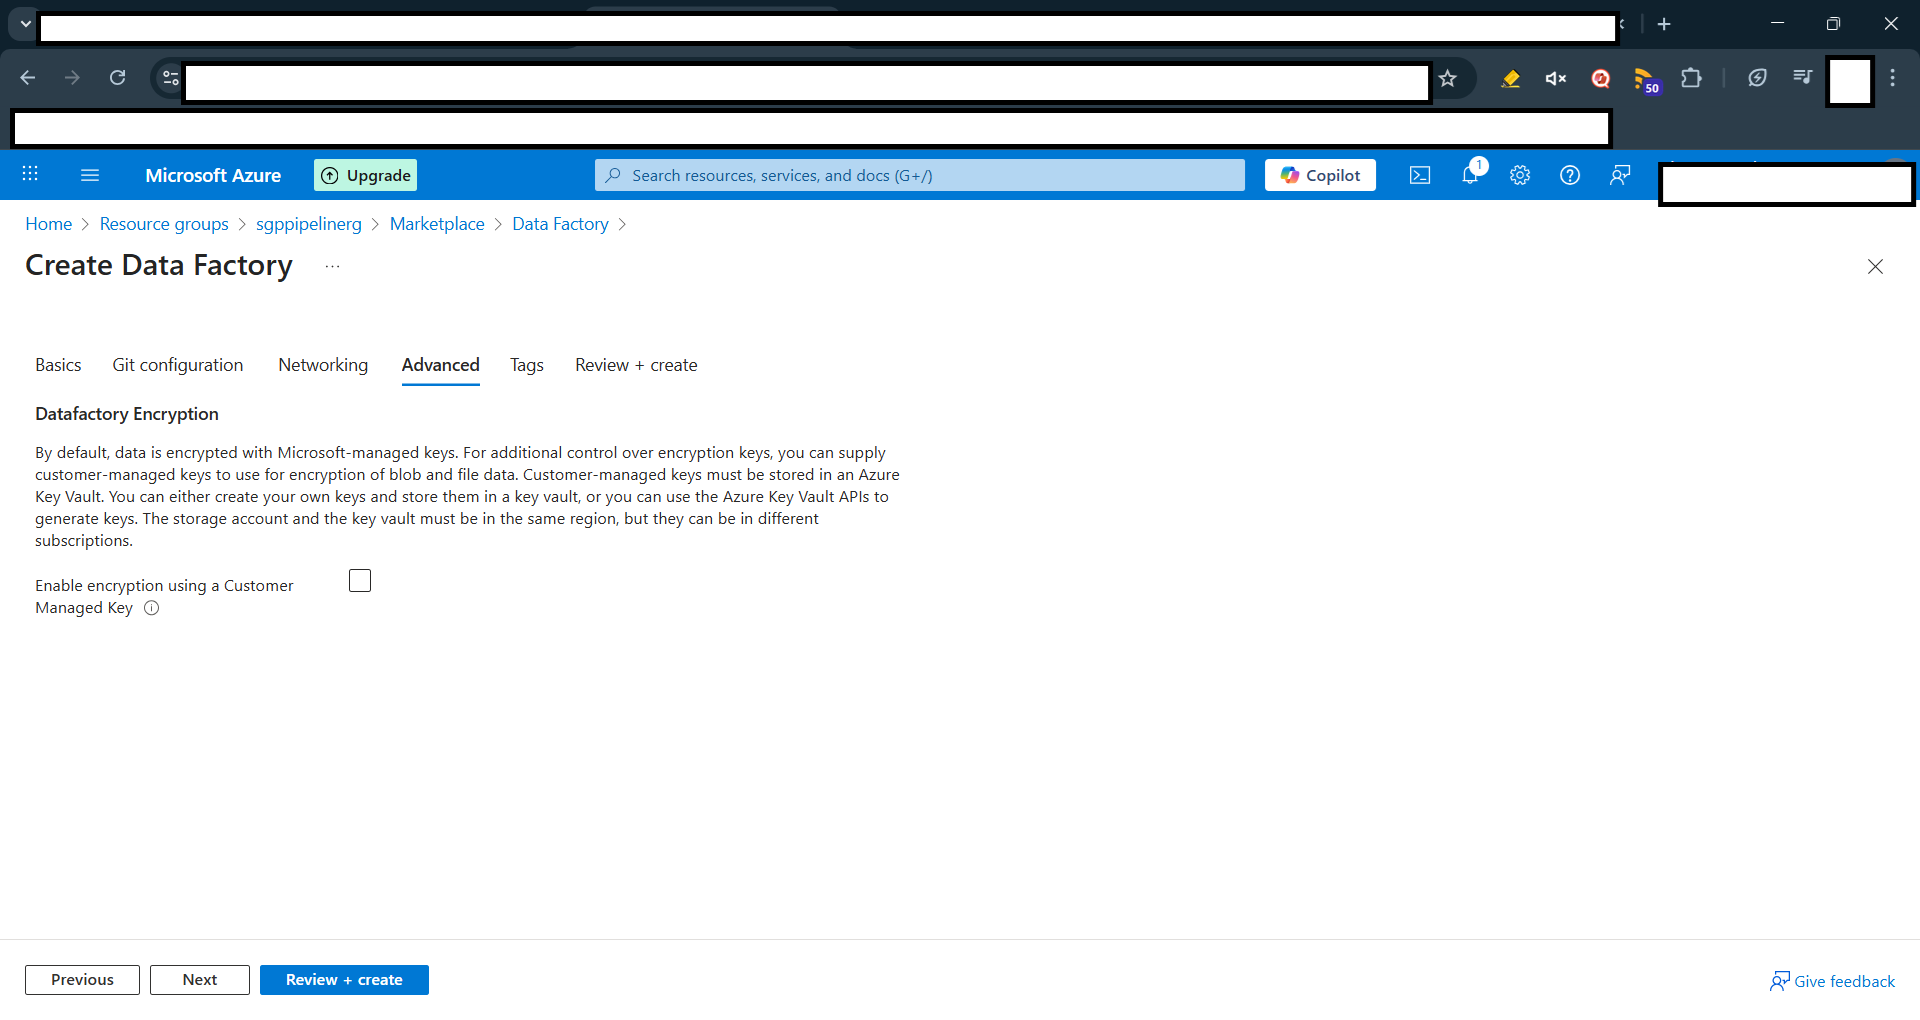 50
Microsoft Azure
Upgrade
Search resources, services, and docs (G+/)
Copilot
1
Home > Resource groups > sgppipelinerg > Marketplace > Data Factory >
Create Data Factory ...
Basics Git configuration Networking Advanced Tags Review + create
Datafactory Encryption
By default, data is encrypted with Microsoft-managed keys. For additional control over encryption keys, you can supply
customer-managed keys to use for encryption of blob and file data. Customer-managed keys must be stored in an Azure
Key Vault. You can either create your own keys and store them in a key vault, or you can use the Azure Key Vault APIs to
generate keys. The storage account and the key vault must be in the same region, but they can be in different
subscriptions.
Enable encryption using a Customer
Managed Key
Previous Next Review + create Give feedback